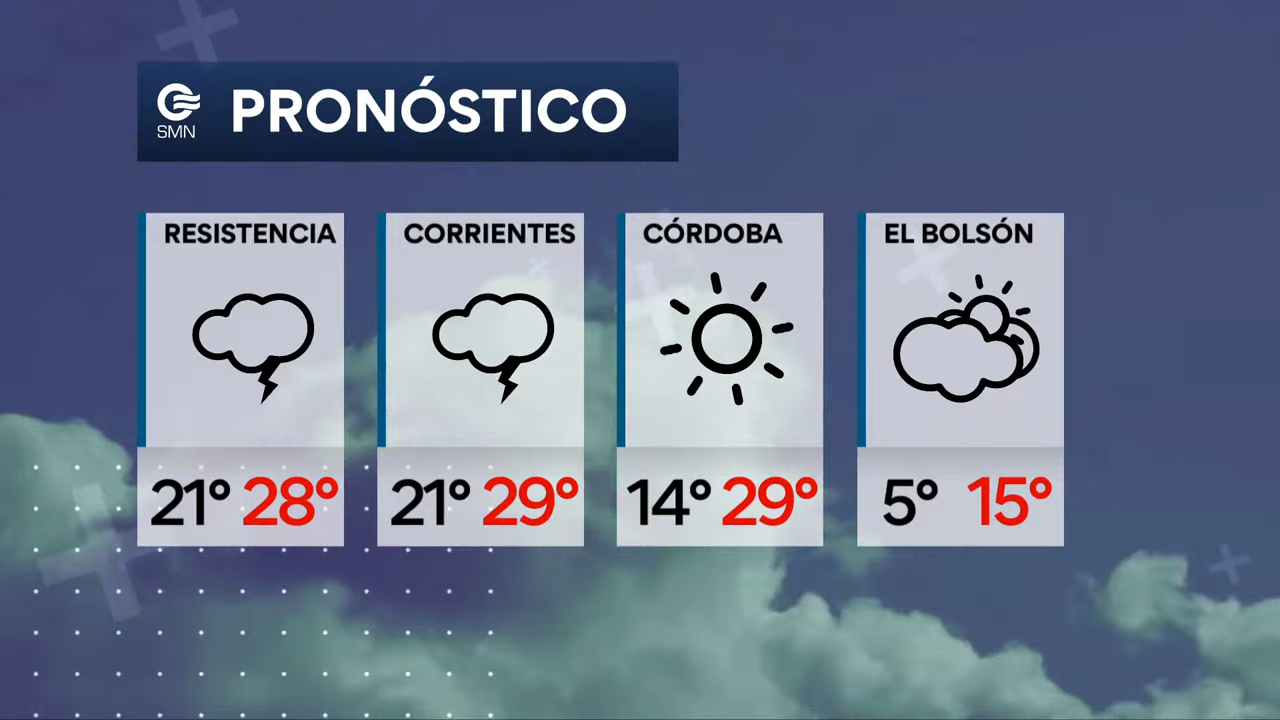 SMN
PRONÓSTICO
RESISTENCIA
21° 28°
CORRIENTES
21° 29°
CÓRDOBA
14° 29°
EL BOLSÓN
5° 15°